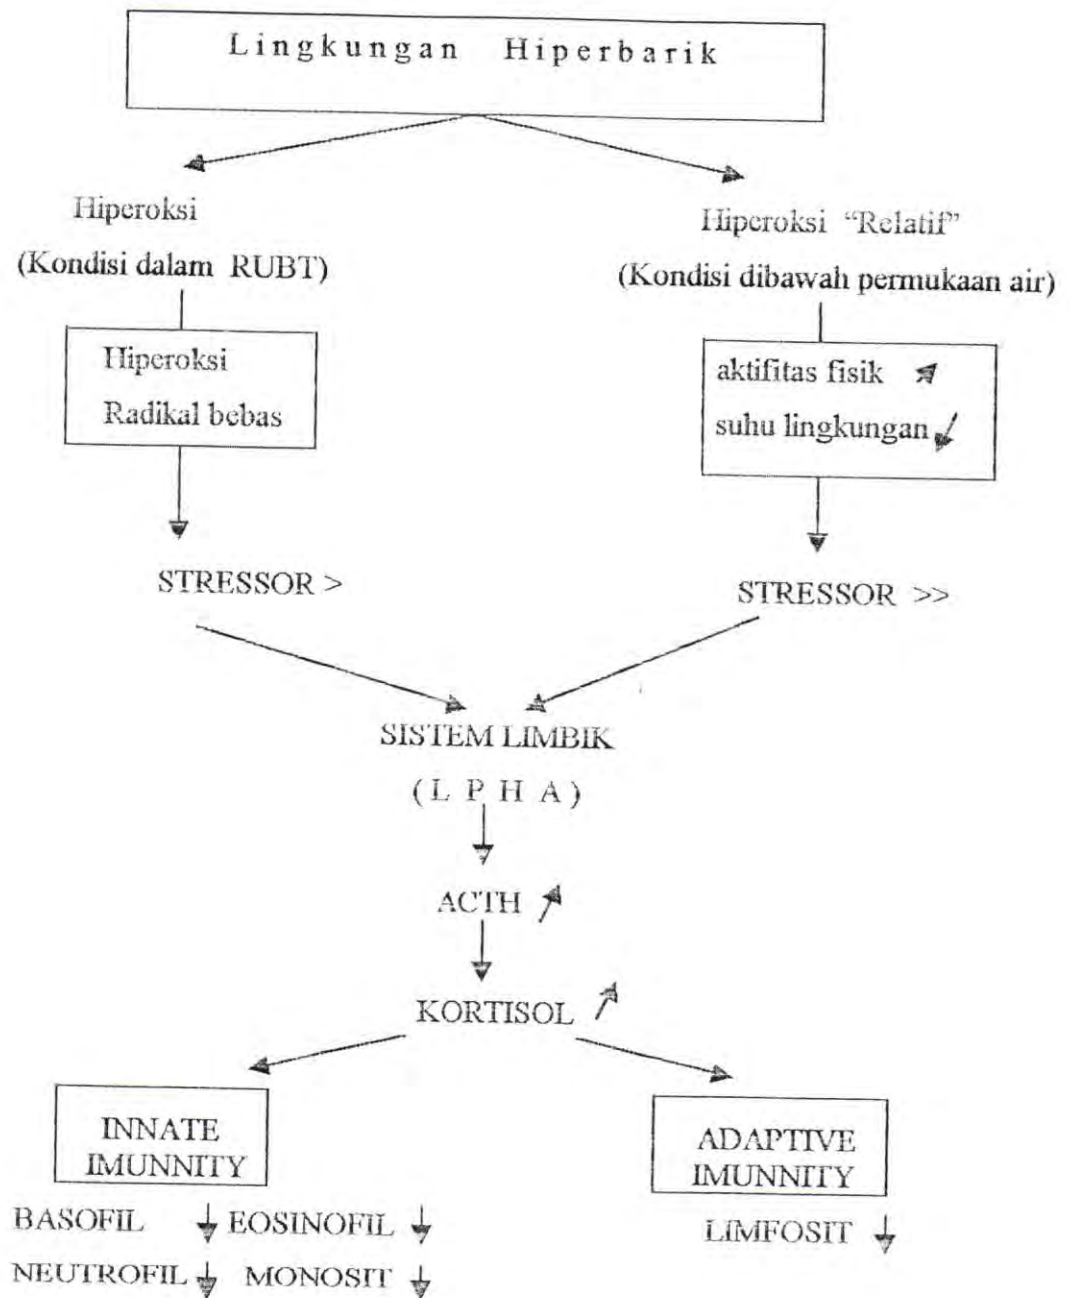 Lingkungan Hiperbarik
Hiperoksi
(Kondisi dalam RUBT)
Hiperoksi "Relatif"
(Kondisi dibawah permukaan air)
Hiperoksi
Radikal bebas
aktifitas fisik
suhu lingkungan
STRESSOR >
STRESSOR >>
SISTEM LIMBIK
( L P H A )
ACTH
KORTISOL
INNATE
IMUNNITY
ADAPTIVE
IMUNNITY
BASOFIL EOSINOFIL
NEUTROFIL MONOSIT
LIMFOSIT